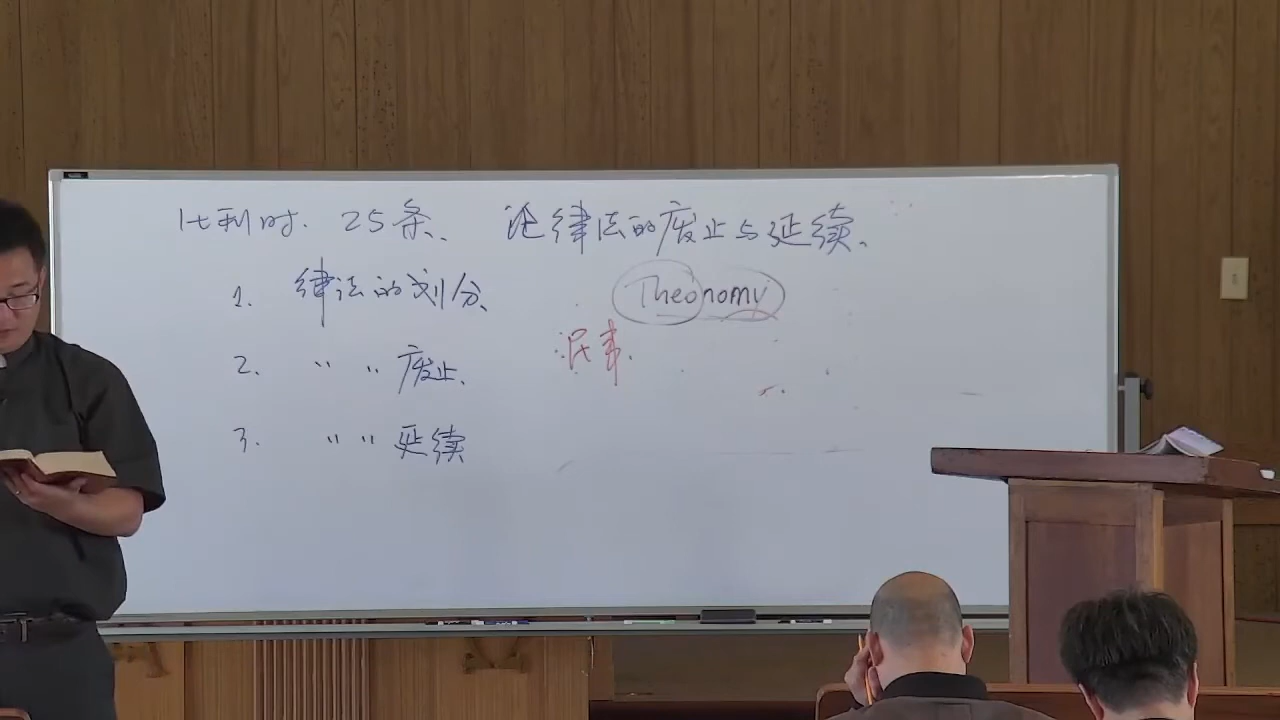 比利时. 25条、 论律法的废止与延续、
1. 律法的划分、
Theonomy
2. 〃 〃 废止、
民事.
3. 〃 〃 延续